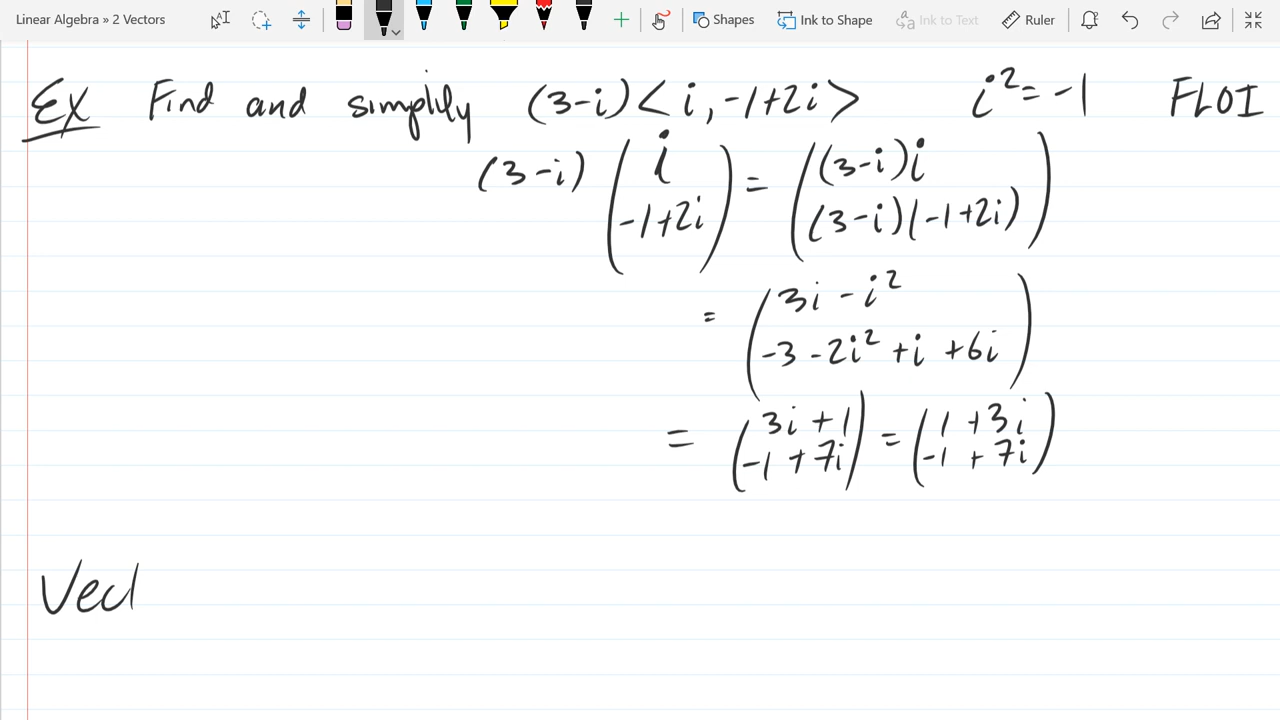 Linear Algebra » 2 Vectors Shapes Ink to Shape Ink to Text Ruler
Ex Find and simplify (3-i)<i,-1+2i> i²=-1 FLOI
(3-i) (i
-1+2i) = ((3-i)i
(3-i)(-1+2i))
= (3i-i²
-3-2i²+i+6i)
= (3i+1
-1+7i) = (1+3i
-1+7i)
Vec